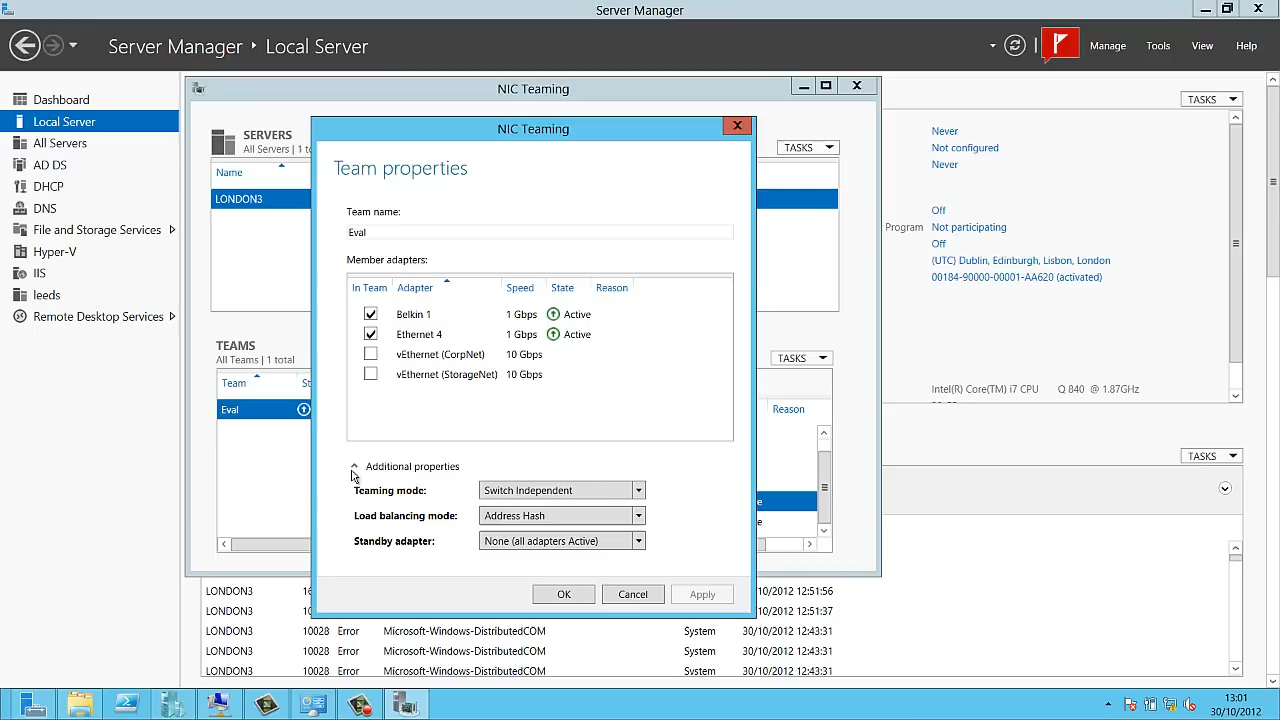 Server Manager
Server Manager ‣ Local Server
Manage Tools View Help
Dashboard
Local Server
All Servers
AD DS
DHCP
DNS
File and Storage Services
Hyper-V
IIS
leeds
Remote Desktop Services
NIC Teaming
SERVERS
All Servers | 1 to
TASKS
Name
LONDON3
TEAMS
All Teams | 1 total
TASKS
Team St
Eval
Reason
NIC Teaming
Team properties
Team name:
Eval
Member adapters:
In Team Adapter Speed State Reason
Belkin 1 1 Gbps Active
Ethernet 4 1 Gbps Active
vEthernet (CorpNet) 10 Gbps
vEthernet (StorageNet) 10 Gbps
Additional properties
Teaming mode: Switch Independent
Load balancing mode: Address Hash
Standby adapter: None (all adapters Active)
OK Cancel Apply
TASKS
Never
Not configured
Never
Off
Program Not participating
Off
(UTC) Dublin, Edinburgh, Lisbon, London
00184-90000-00001-AA620 (activated)
Intel(R) Core(TM) i7 CPU Q 840 @ 1.87GHz
TASKS
LONDON3 /10/2012 12:51:56
LONDON3 /10/2012 12:51:37
LONDON3 10028 Error Microsoft-Windows-DistributedCOM System 30/10/2012 12:43:31
LONDON3 10028 Error Microsoft-Windows-DistributedCOM System 30/10/2012 12:43:31
LONDON3 10028 Error Microsoft-Windows-DistributedCOM System 30/10/2012 12:43:31
13:01
30/10/2012